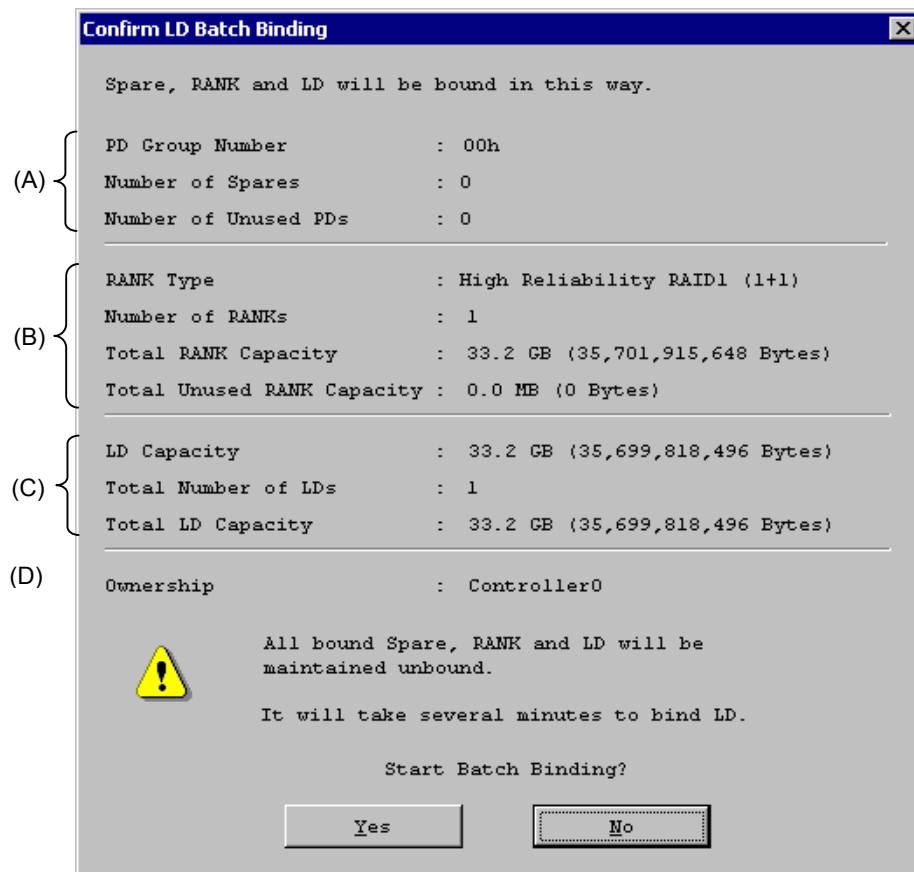 Confirm LD Batch Binding
Spare, RANK and LD will be bound in this way.
(A)
PD Group Number : 00h
Number of Spares : 0
Number of Unused PDs : 0
(B)
RANK Type : High Reliability RAID1 (1+1)
Number of RANKs : 1
Total RANK Capacity : 33.2 GB (35,701,915,648 Bytes)
Total Unused RANK Capacity : 0.0 MB (0 Bytes)
(C)
LD Capacity : 33.2 GB (35,699,818,496 Bytes)
Total Number of LDs : 1
Total LD Capacity : 33.2 GB (35,699,818,496 Bytes)
(D)
Ownership : Controller0
All bound Spare, RANK and LD will be
maintained unbound.
It will take several minutes to bind LD.
Start Batch Binding?
Yes No